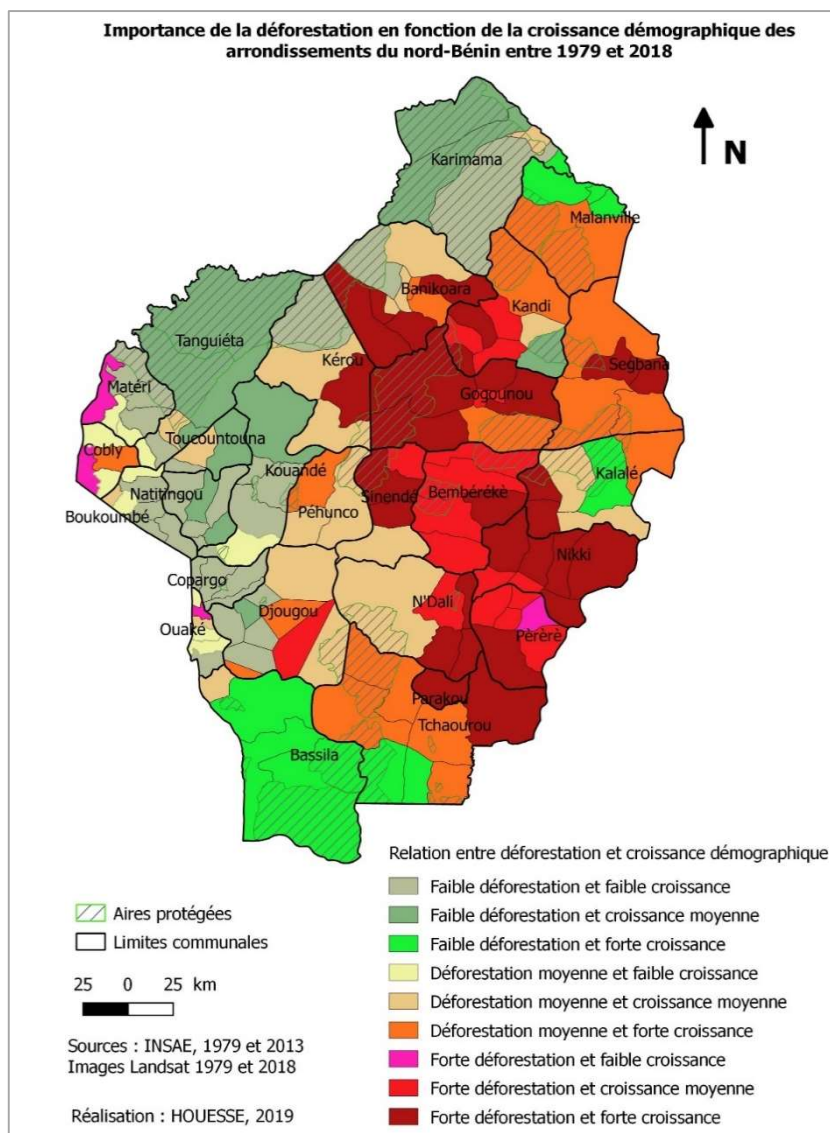 Importance de la déforestation en fonction de la croissance démographique des
arrondissements du nord-Bénin entre 1979 et 2018
N
Karimama
Malanville
Banikoara
Kandi
Tanguiéta
Kérou
Segbana
Matéri
Gogounou
Toucountouna
Cobly
Kouandé
Kalalé
Natitingou
Sinendé
Bembérékè
Boukoumbé
Péhunco
Nikki
Copargo
N'Dali
Djougou
Ouaké
Pèrèrè
Parakou
Tchaourou
Bassila
Relation entre déforestation et croissance démographique
Faible déforestation et faible croissance
Faible déforestation et croissance moyenne
Faible déforestation et forte croissance
Déforestation moyenne et faible croissance
Déforestation moyenne et croissance moyenne
Déforestation moyenne et forte croissance
Forte déforestation et faible croissance
Forte déforestation et croissance moyenne
Forte déforestation et forte croissance
Aires protégées
Limites communales
25 0 25 km
Sources : INSAE, 1979 et 2013
Images Landsat 1979 et 2018
Réalisation : HOUESSE, 2019